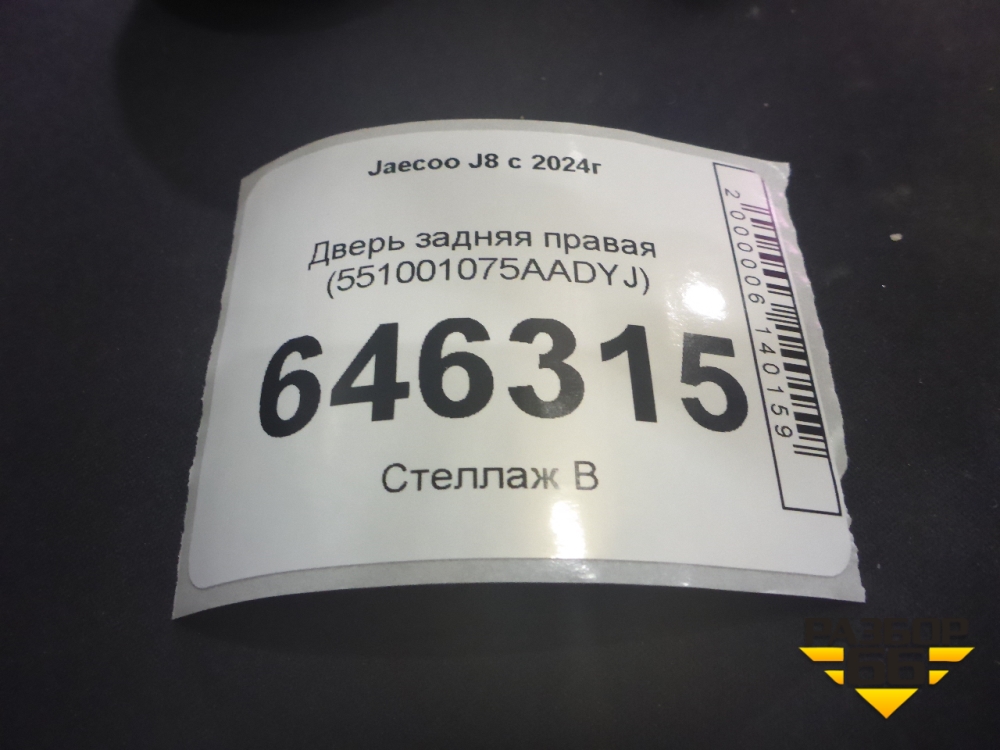 Jaecoo J8 с 2024г
Дверь задняя правая
(551001075AADYJ)
646315
Стеллаж В
2000006140159
РАЗБОР
66